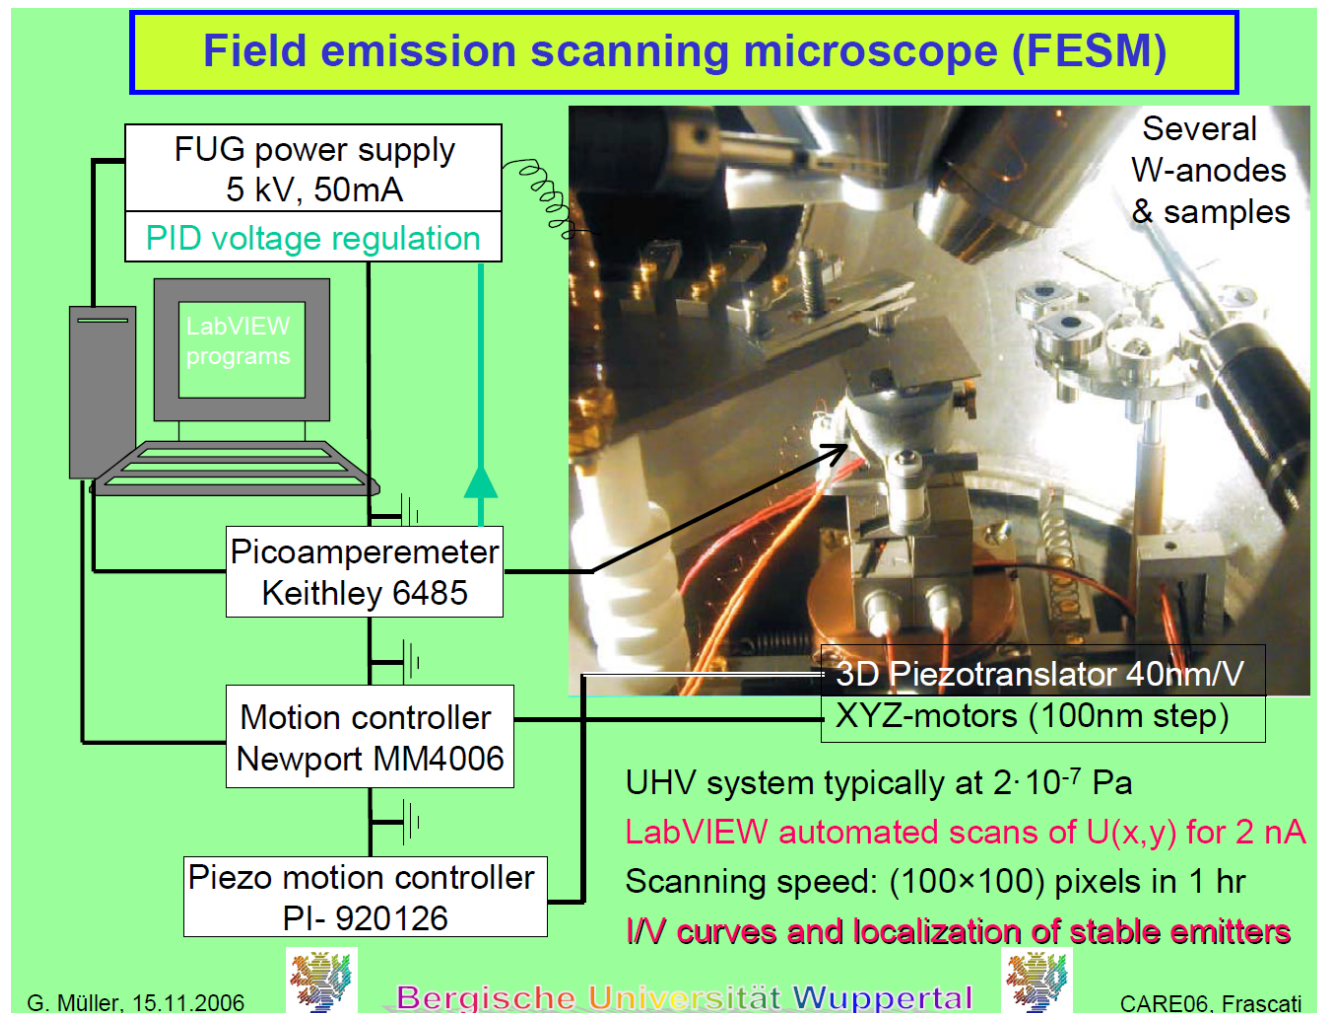 Field emission scanning microscope (FESM)
FUG power supply
5 kV, 50mA
PID voltage regulation
LabVIEW
programs
Picoamperemeter
Keithley 6485
Motion controller
Newport MM4006
Piezo motion controller
PI- 920126
Several
W-anodes
& samples
3D Piezotranslator 40nm/V
XYZ-motors (100nm step)
UHV system typically at 2·10⁻⁷ Pa
LabVIEW automated scans of U(x,y) for 2 nA
Scanning speed: (100×100) pixels in 1 hr
I/V curves and localization of stable emitters
G. Müller, 15.11.2006
Bergische Universität Wuppertal
CARE06, Frascati